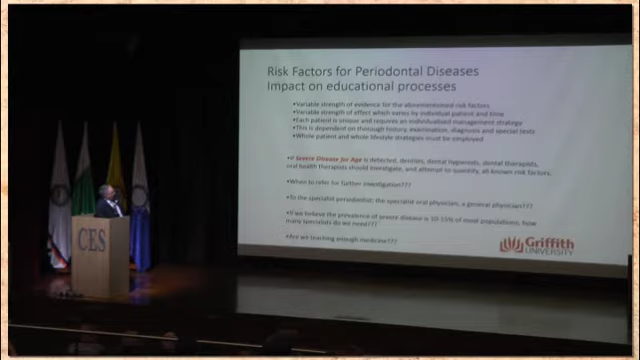 Risk Factors for Periodontal Diseases
Impact on educational processes
•Variable strength of evidence for the aforementioned risk factors
•Variable strength of effect which varies by individual patient and time
•Each patient is unique and requires an individualised management strategy
•This is dependent on thorough history, examination, diagnosis and special tests
•Whole patient and whole lifestyle strategies must be employed
•If Severe Disease for Age is detected, dentists, dental hygienists, dental therapists,
oral health therapists should investigate, and attempt to quantify, all known risk factors.
•When to refer for further investigation???
•To the specialist periodontist, the specialist oral physician, a general physician???
•If we believe the prevalence of severe disease is 10-15% of most populations, how
many specialists do we need???
•Are we teaching enough medicine???
Griffith
UNIVERSITY
CES